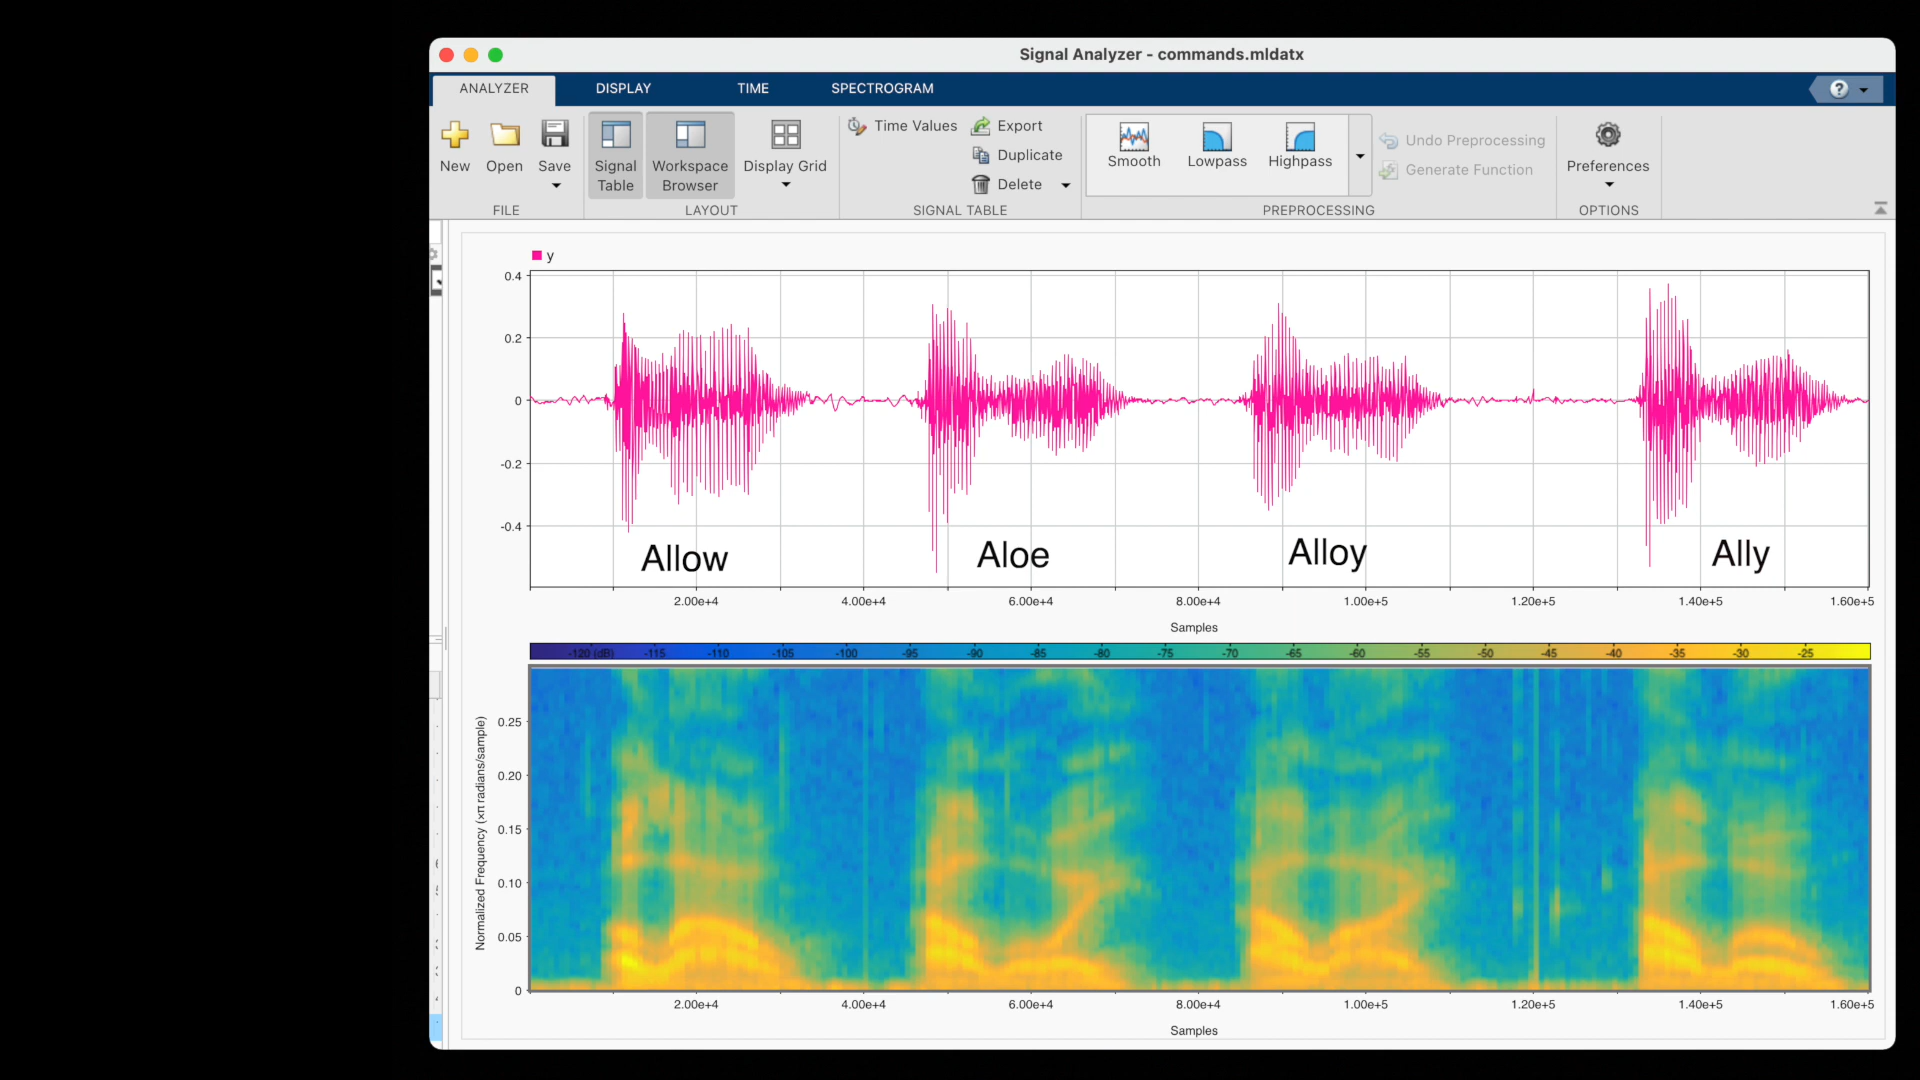 Signal Analyzer - commands.mldatx
ANALYZER DISPLAY TIME SPECTROGRAM
?
New Open Save
Signal Table
Workspace Browser
Display Grid
Time Values
Export
Duplicate
Delete
Smooth Lowpass Highpass
Undo Preprocessing
Generate Function
Preferences
FILE LAYOUT SIGNAL TABLE PREPROCESSING OPTIONS
y
0.4
0.2
0
-0.2
-0.4
Allow Aloe Alloy Ally
2.00e+4 4.00e+4 6.00e+4 8.00e+4 1.00e+5 1.20e+5 1.40e+5 1.60e+5
Samples
-120 (dB) -115 -110 -105 -100 -95 -90 -85 -80 -75 -70 -65 -60 -55 -50 -45 -40 -35 -30 -25
Normalized Frequency (×π radians/sample)
0.25
0.20
0.15
0.10
0.05
0
2.00e+4 4.00e+4 6.00e+4 8.00e+4 1.00e+5 1.20e+5 1.40e+5 1.60e+5
Samples